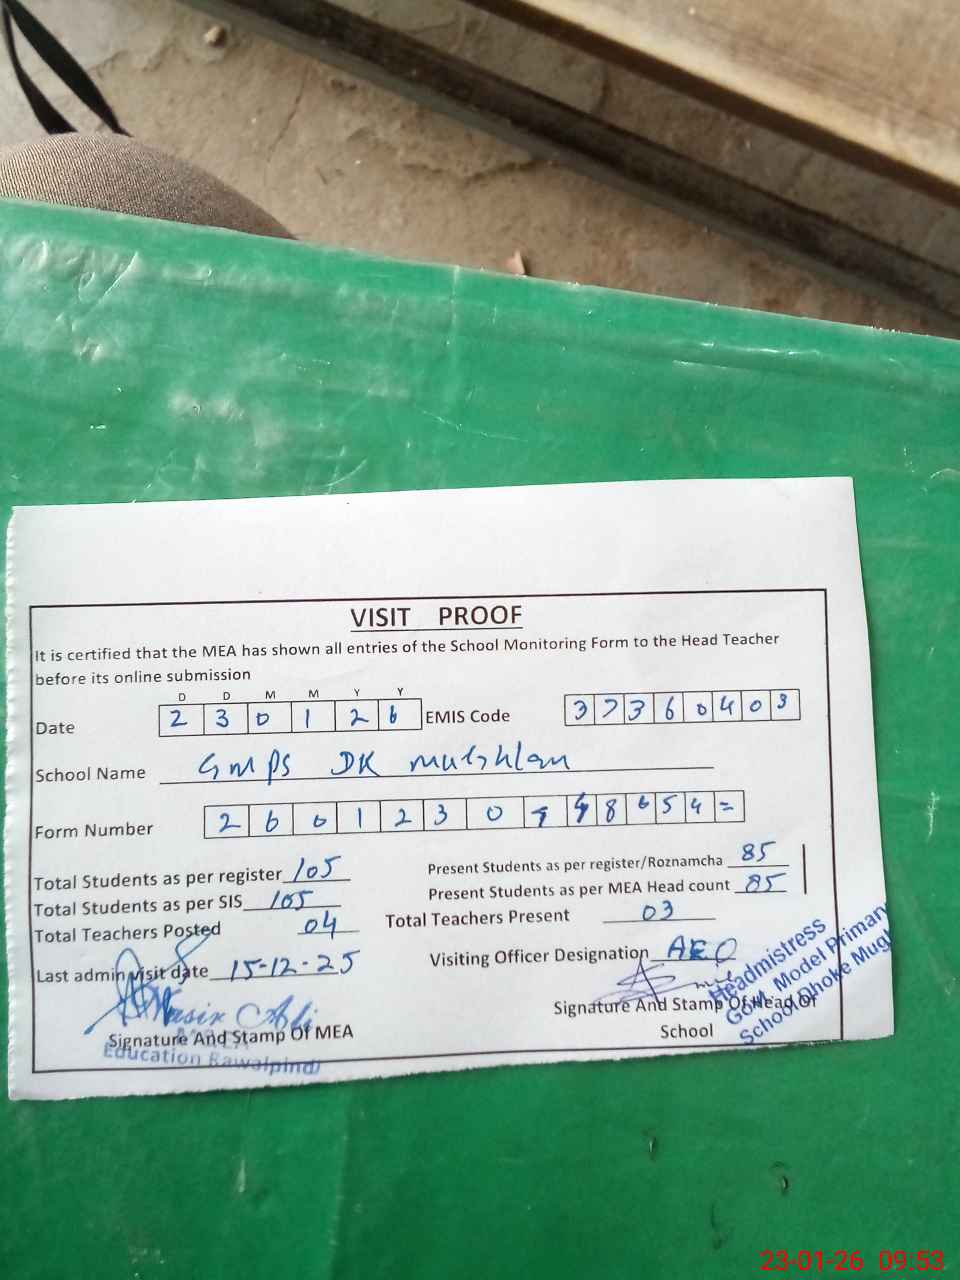 VISIT PROOF
It is certified that the MEA has shown all entries of the School Monitoring Form to the Head Teacher
before its online submission
D D M M Y Y
Date 2 3 0 1 2 6 EMIS Code 3 7 3 6 0 4 0 3
School Name GMPS DK
Form Number 2 6 0 1 2 3 0 8 6 5 4 =
Total Students as per register 105 Present Students as per register/Roznamcha 85
Total Students as per SIS 105 Present Students as per MEA Head count 85
Total Teachers Posted 04 Total Teachers Present 03
Last admin visit date 15-12-25 Visiting Officer Designation AEO
Nasir Ali
Signature And Stamp Of MEA
Education Rawalpindi
Signature And Stamp Of Head Of
School
Headmistress
Govt. Model Primary
School Dhoke Mugh
23-01-26 09:53